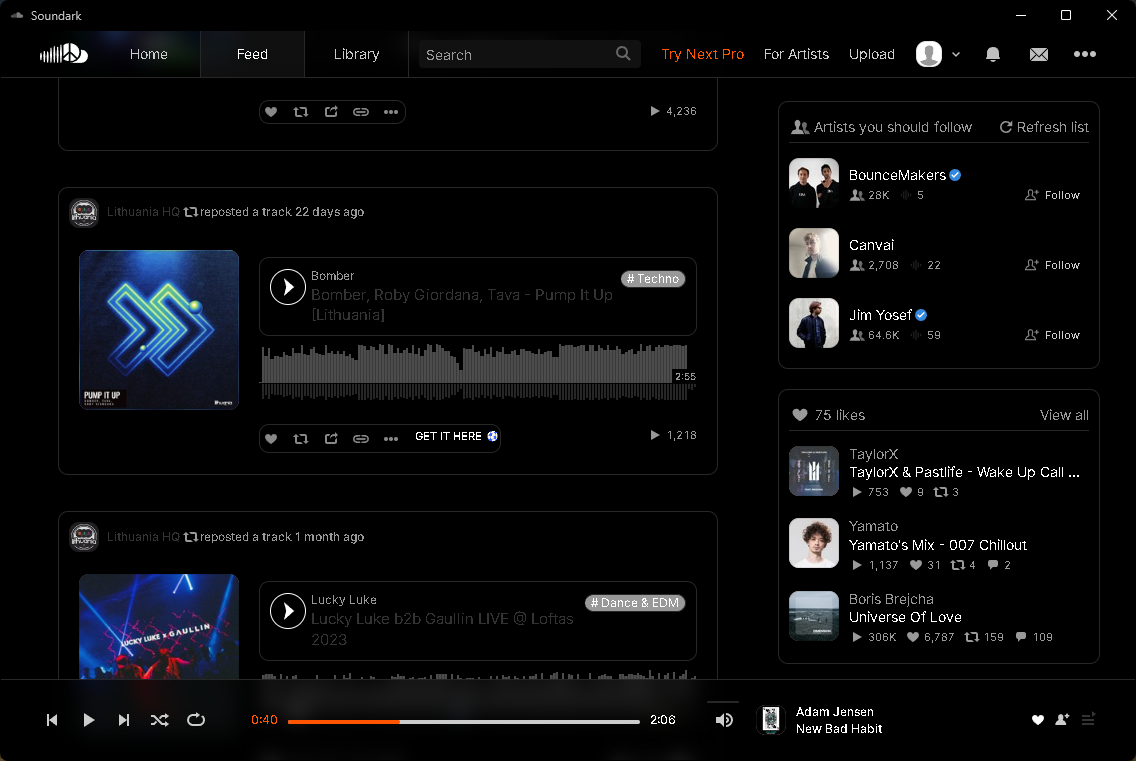 Soundark
Home
Feed
Library
Search
Try Next Pro
For Artists
Upload
4,236
Lithuania HQ reposted a track 22 days ago
PUMP IT UP
Bomber
# Techno
Bomber, Roby Giordana, Tava - Pump It Up
[Lithuania]
2:55
GET IT HERE
1,218
Lithuania HQ reposted a track 1 month ago
LUCKY LUKE X GAULLIN
Lucky Luke
# Dance & EDM
Lucky Luke b2b Gaullin LIVE @ Loftas
2023
Artists you should follow
Refresh list
BounceMakers
28K 5
Follow
Canvai
2,708 22
Follow
Jim Yosef
64.6K 59
Follow
75 likes
View all
TaylorX
TaylorX & Pastlife - Wake Up Call ...
753 9 3
Yamato
Yamato's Mix - 007 Chillout
1,137 31 4 2
Boris Brejcha
Universe Of Love
306K 6,787 159 109
0:40
2:06
Adam Jensen
New Bad Habit